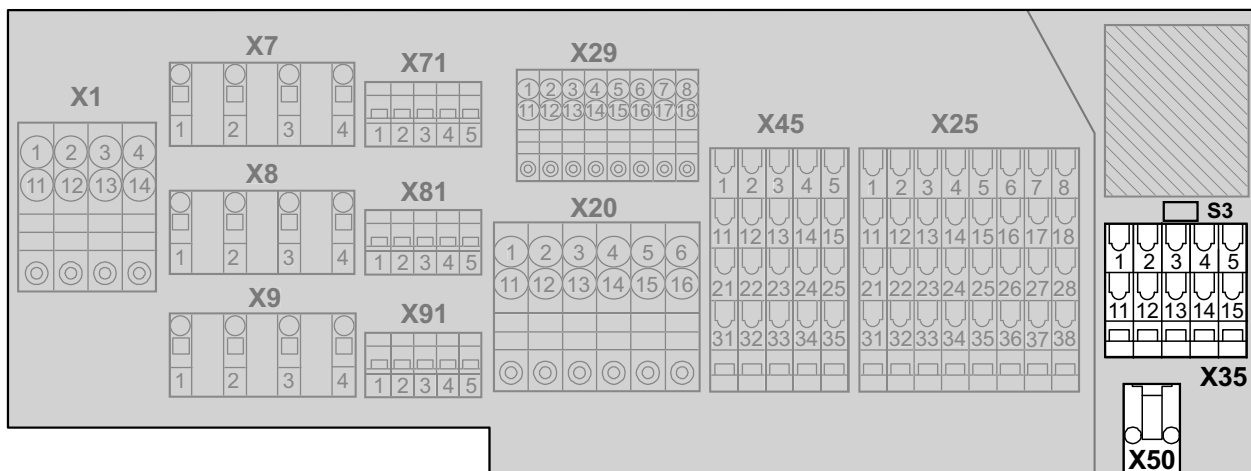 X1
1 2 3 4
11 12 13 14
X7
1 2 3 4
X8
1 2 3 4
X9
1 2 3 4
X71
1 2 3 4 5
X81
1 2 3 4 5
X91
1 2 3 4 5
X29
1 2 3 4 5 6 7 8
11 12 13 14 15 16 17 18
X20
1 2 3 4 5 6
11 12 13 14 15 16
X45
1 2 3 4 5
11 12 13 14 15
21 22 23 24 25
31 32 33 34 35
X25
1 2 3 4 5 6 7 8
11 12 13 14 15 16 17 18
21 22 23 24 25 26 27 28
31 32 33 34 35 36 37 38
S3
1 2 3 4 5
11 12 13 14 15
X35
X50